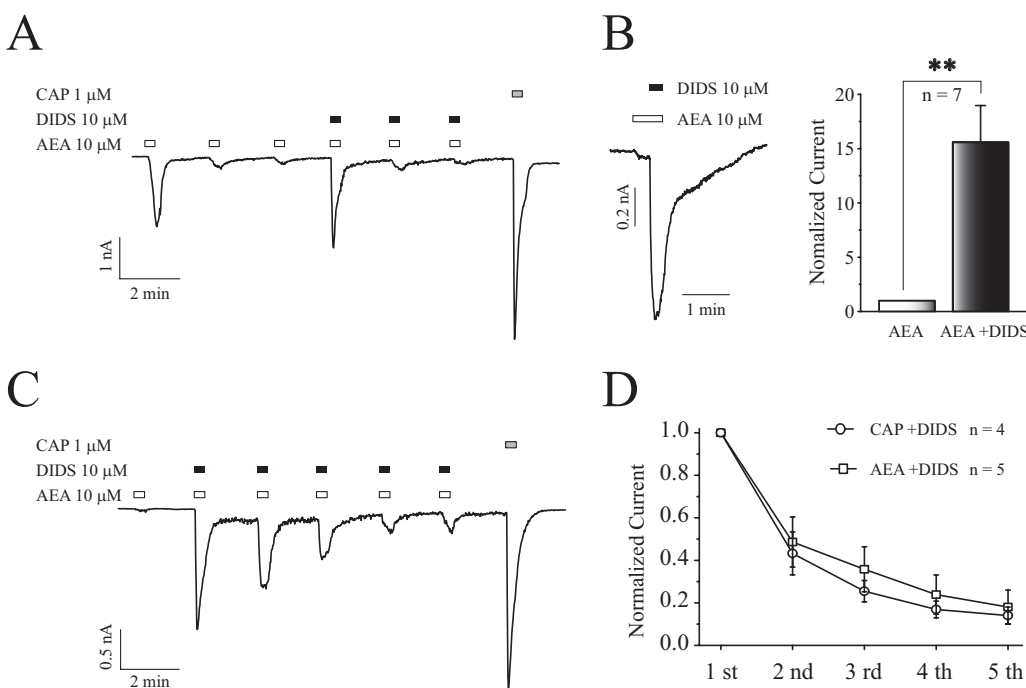 A
CAP 1 μM
DIDS 10 μM
AEA 10 μM
1 nA
2 min
B
DIDS 10 μM
AEA 10 μM
0.2 nA
1 min
**
n = 7
Nomalized Current
20
15
10
5
0
AEA
AEA +DIDS
C
CAP 1 μM
DIDS 10 μM
AEA 10 μM
0.5 nA
2 min
D
CAP +DIDS n = 4
AEA +DIDS n = 5
Normalized Current
1.0
0.8
0.6
0.4
0.2
0.0
1 st
2 nd
3 rd
4 th
5 th